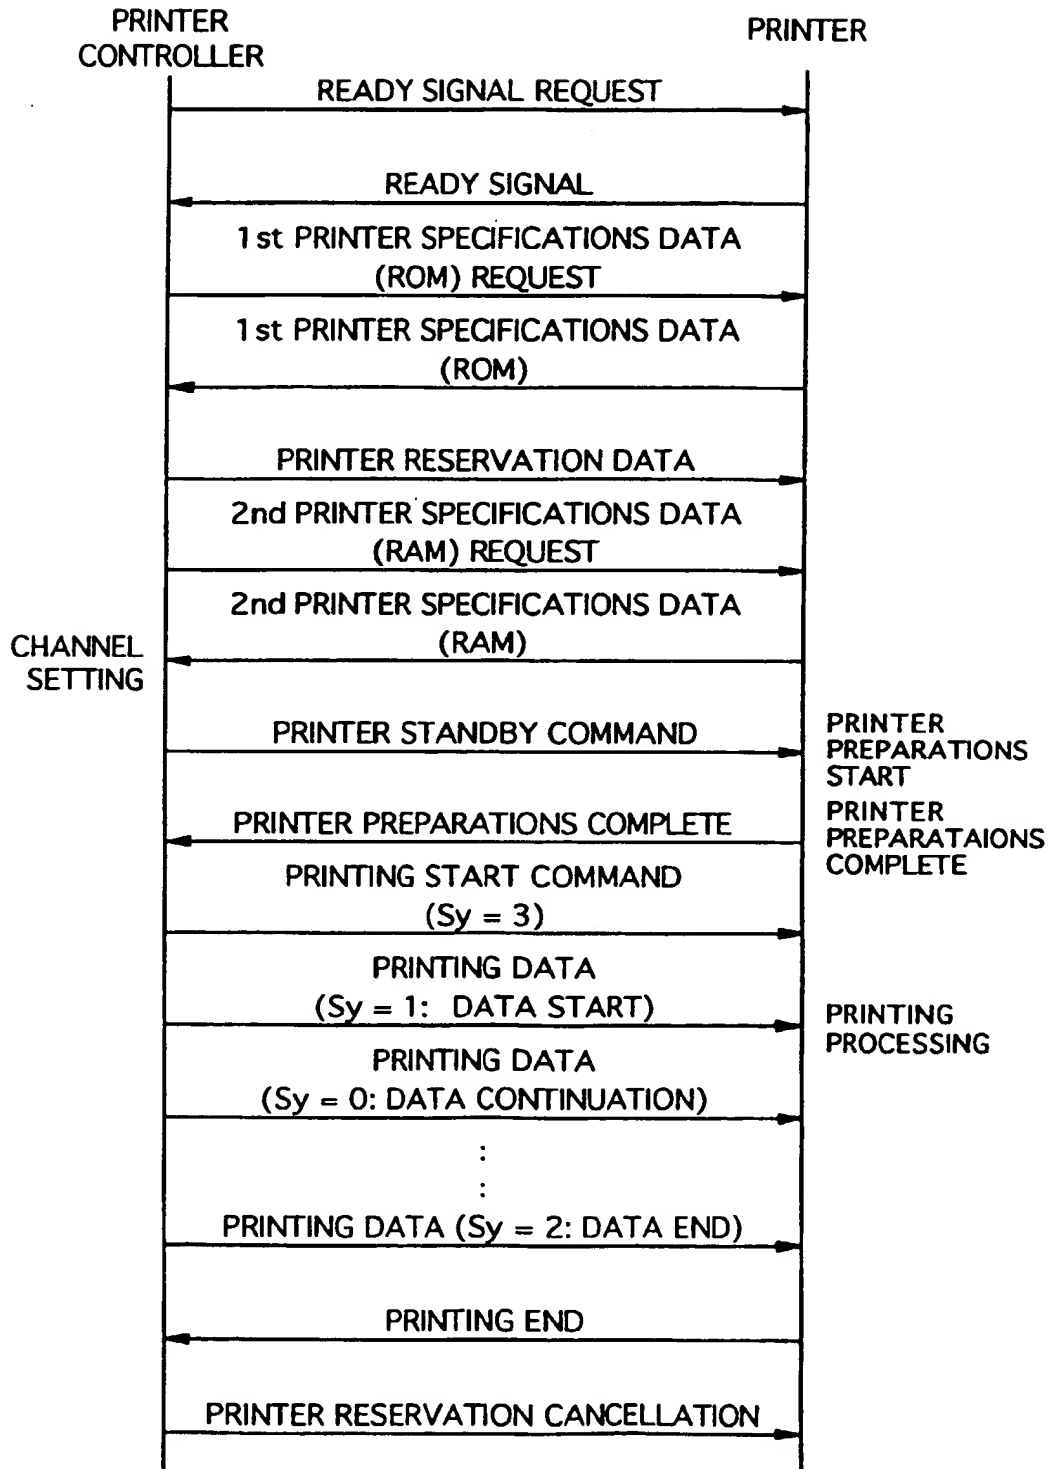 PRINTER
CONTROLLER
PRINTER
READY SIGNAL REQUEST
READY SIGNAL
1st PRINTER SPECIFICATIONS DATA
(ROM) REQUEST
1st PRINTER SPECIFICATIONS DATA
(ROM)
PRINTER RESERVATION DATA
2nd PRINTER SPECIFICATIONS DATA
(RAM) REQUEST
2nd PRINTER SPECIFICATIONS DATA
(RAM)
CHANNEL
SETTING
PRINTER STANDBY COMMAND
PRINTER
PREPARATIONS
START
PRINTER PREPARATIONS COMPLETE
PRINTER
PREPARATAIONS
COMPLETE
PRINTING START COMMAND
(Sy = 3)
PRINTING DATA
(Sy = 1: DATA START)
PRINTING
PROCESSING
PRINTING DATA
(Sy = 0: DATA CONTINUATION)
:
:
PRINTING DATA (Sy = 2: DATA END)
PRINTING END
PRINTER RESERVATION CANCELLATION